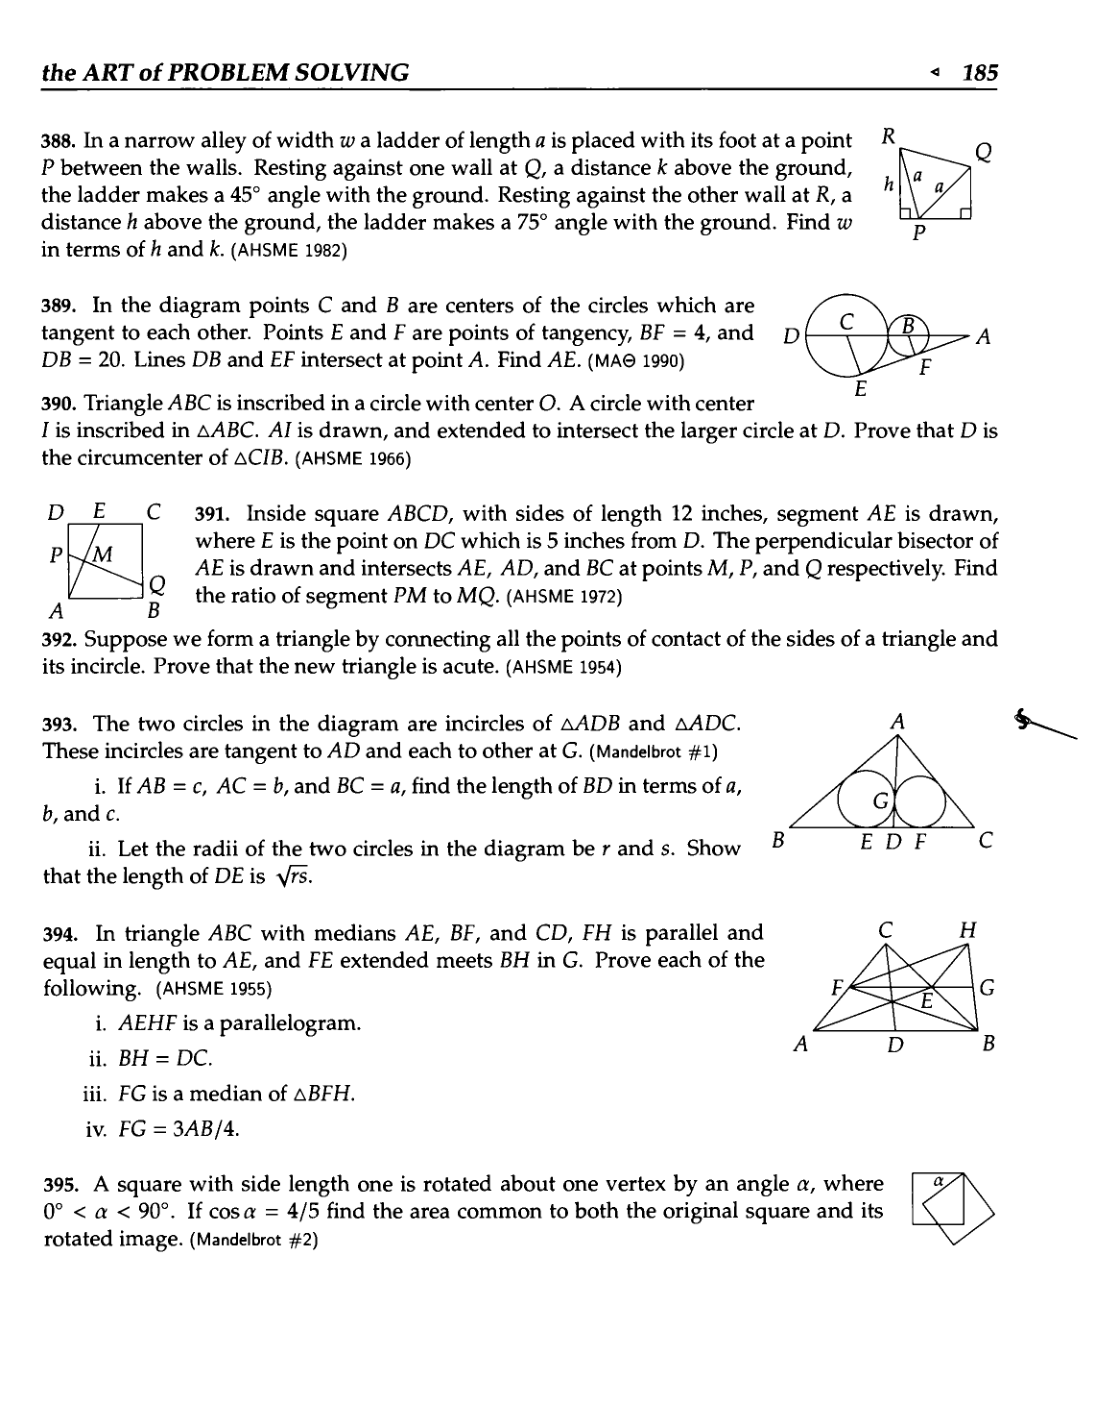 the ART of PROBLEM SOLVING ◁ 185
388. In a narrow alley of width w a ladder of length a is placed with its foot at a point
P between the walls. Resting against one wall at Q, a distance k above the ground,
the ladder makes a 45° angle with the ground. Resting against the other wall at R, a
distance h above the ground, the ladder makes a 75° angle with the ground. Find w
in terms of h and k. (AHSME 1982)
R
Q
h
a
a
P
389. In the diagram points C and B are centers of the circles which are
tangent to each other. Points E and F are points of tangency, BF = 4, and
DB = 20. Lines DB and EF intersect at point A. Find AE. (MAΘ 1990)
C
B
D
A
F
E
390. Triangle ABC is inscribed in a circle with center O. A circle with center
I is inscribed in △ABC. AI is drawn, and extended to intersect the larger circle at D. Prove that D is
the circumcenter of △CIB. (AHSME 1966)
D E C
P M
Q
A B
391. Inside square ABCD, with sides of length 12 inches, segment AE is drawn,
where E is the point on DC which is 5 inches from D. The perpendicular bisector of
AE is drawn and intersects AE, AD, and BC at points M, P, and Q respectively. Find
the ratio of segment PM to MQ. (AHSME 1972)
392. Suppose we form a triangle by connecting all the points of contact of the sides of a triangle and
its incircle. Prove that the new triangle is acute. (AHSME 1954)
393. The two circles in the diagram are incircles of △ADB and △ADC.
These incircles are tangent to AD and each to other at G. (Mandelbrot #1)
i. If AB = c, AC = b, and BC = a, find the length of BD in terms of a,
b, and c.
ii. Let the radii of the two circles in the diagram be r and s. Show
that the length of DE is √rs.
A
G
B E D F C
394. In triangle ABC with medians AE, BF, and CD, FH is parallel and
equal in length to AE, and FE extended meets BH in G. Prove each of the
following. (AHSME 1955)
i. AEHF is a parallelogram.
ii. BH = DC.
iii. FG is a median of △BFH.
iv. FG = 3AB/4.
C H
F E G
A D B
395. A square with side length one is rotated about one vertex by an angle α, where
0° < α < 90°. If cos α = 4/5 find the area common to both the original square and its
rotated image. (Mandelbrot #2)
α